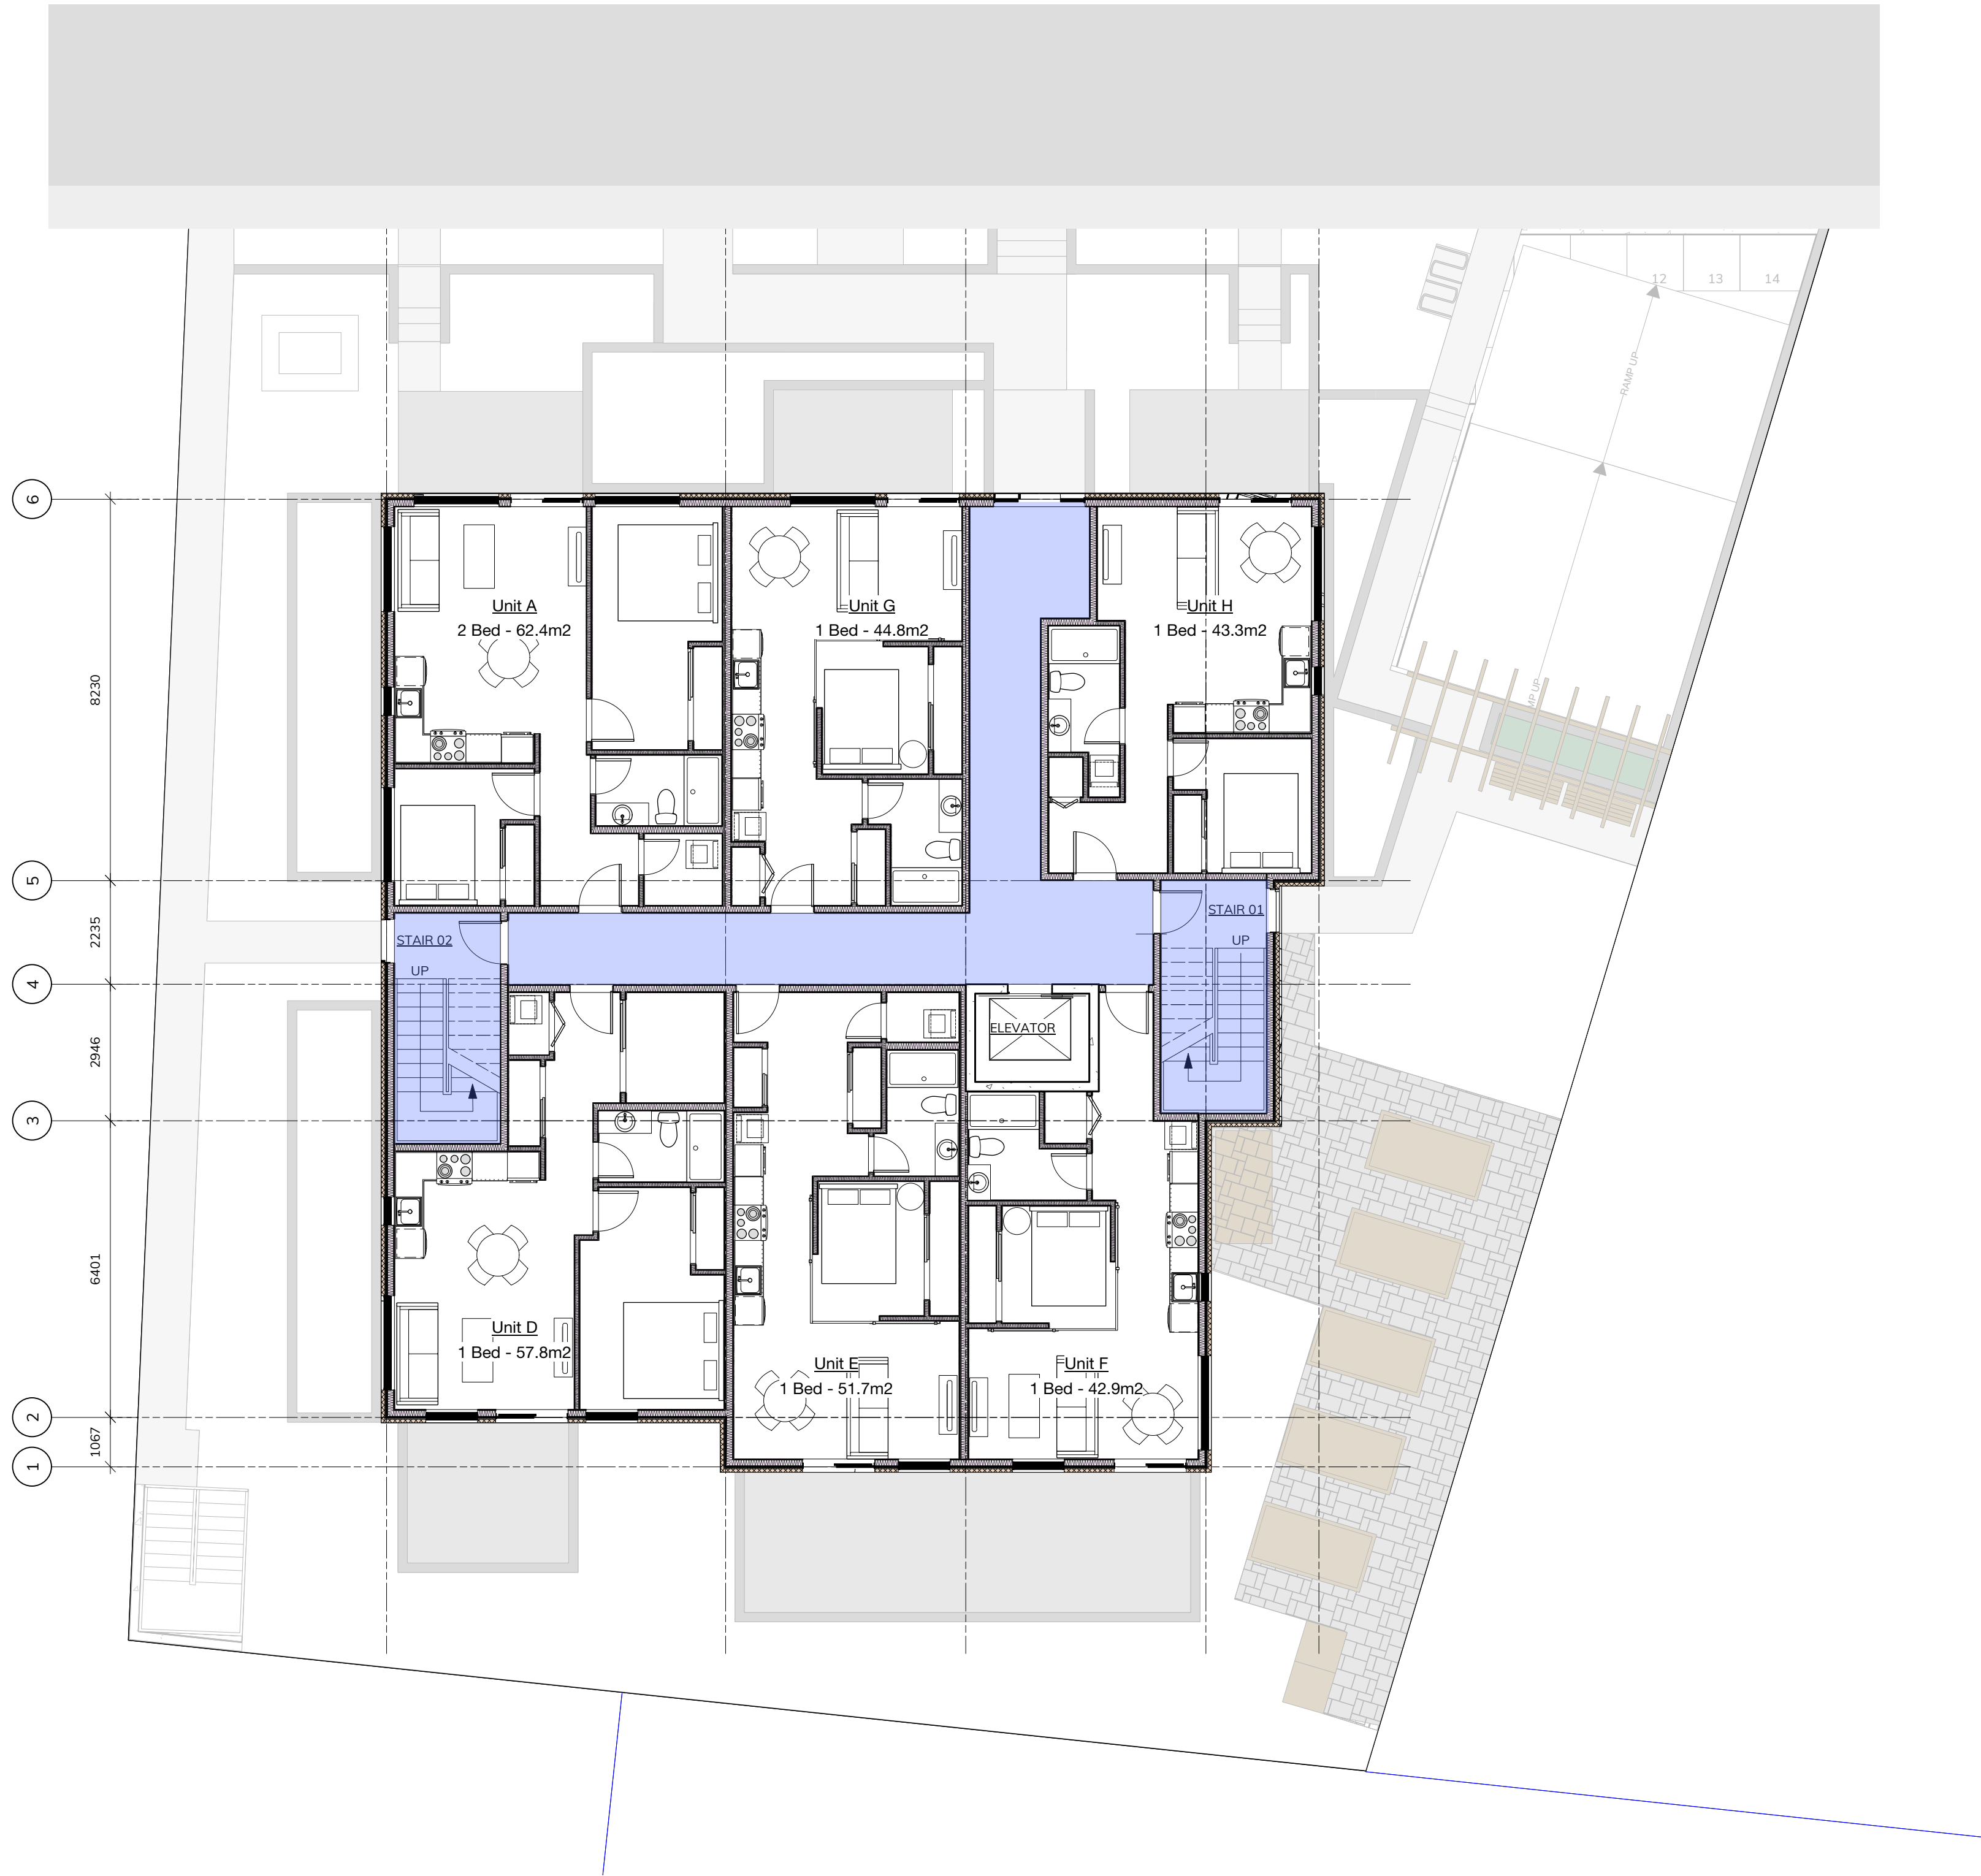 12
13
14
RAMP UP
6
Unit A
2 Bed - 62.4m2
Unit G
1 Bed - 44.8m2
Unit H
1 Bed - 43.3m2
8230
5
STAIR 01
UP
2235
STAIR 02
UP
4
ELEVATOR
2946
3
6401
Unit D
1 Bed - 57.8m2
Unit E
1 Bed - 51.7m2
Unit F
1 Bed - 42.9m2
2
1067
1